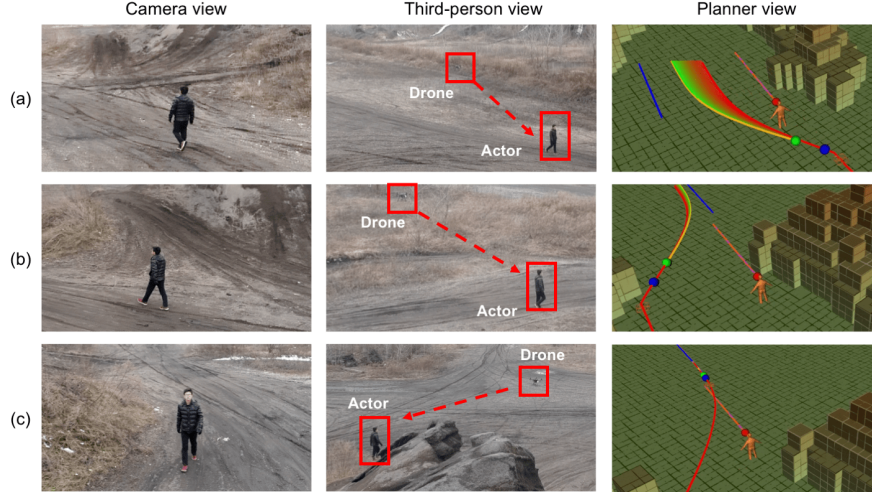 Camera view
Third-person view
Planner view
(a)
Drone
Actor
(b)
Drone
Actor
(c)
Drone
Actor